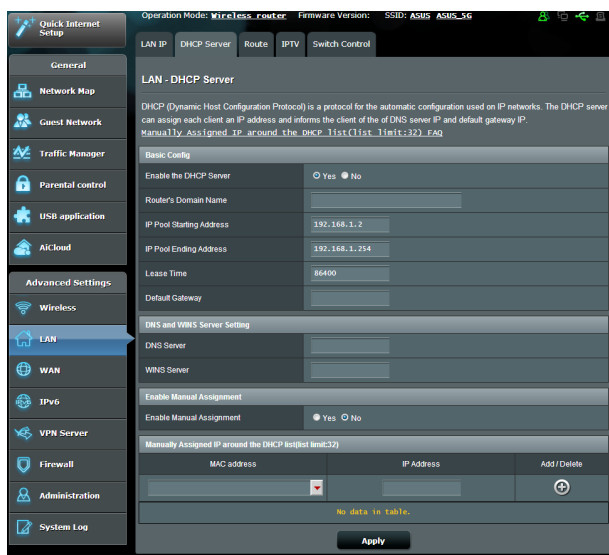 Quick Internet
Setup
General
Network Map
Guest Network
Traffic Manager
Parental control
USB application
AiCloud
Advanced Settings
Wireless
LAN
WAN
IPv6
VPN Server
Firewall
Administration
System Log
Operation Mode: Wireless router Firmware Version: SSID: ASUS ASUS_5G
LAN IP DHCP Server Route IPTV Switch Control
LAN - DHCP Server
DHCP (Dynamic Host Configuration Protocol) is a protocol for the automatic configuration used on IP networks. The DHCP server
can assign each client an IP address and informs the client of the of DNS server IP and default gateway
IP.
Manually Assigned IP around the DHCP list(list limit:32) FAQ
Basic Config
Enable the DHCP Server Yes No
Router's Domain Name
IP Pool Starting Address 192.168.1.2
IP Pool Ending Address 192.168.1.254
Lease Time 86400
Default Gateway
DNS and WINS Server Setting
DNS Server
WINS Server
Enable Manual Assignment
Enable Manual Assignment Yes No
Manually Assigned IP around the DHCP list(list limit:32)
MAC address IP Address Add / Delete
No data in table.
Apply